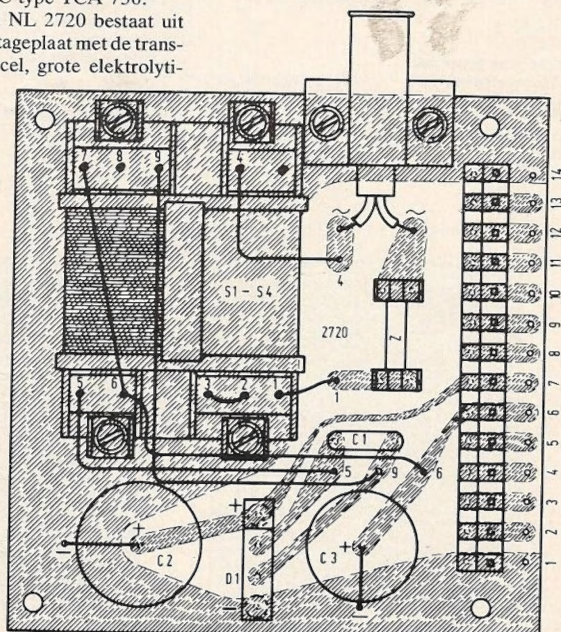 C type TCA 730.
NL 2720 bestaat uit
tageplaat met de trans-
cel, grote elektrolyti-
7 8 9 4
~ ~
4
S1 - S4
2720
Z
5 6 3 2 1
1
C1
5 9 6
+ +
- C2
D1
C3
- -
14
13
12
11
10
9
8
7
6
5
4
3
2
1